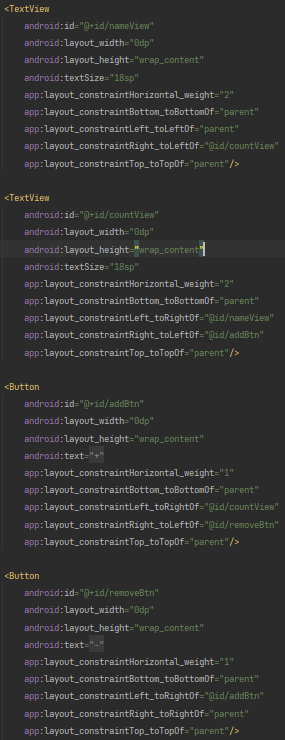 <TextView
android:id="@+id/nameView"
android:layout_width="0dp"
android:layout_height="wrap_content"
android:textSize="18sp"
app:layout_constraintHorizontal_weight="2"
app:layout_constraintBottom_toBottomOf="parent"
app:layout_constraintLeft_toLeftOf="parent"
app:layout_constraintRight_toLeftOf="@id/countView"
app:layout_constraintTop_toTopOf="parent"/>
<TextView
android:id="@+id/countView"
android:layout_width="0dp"
android:layout_height="wrap_content"
android:textSize="18sp"
app:layout_constraintHorizontal_weight="2"
app:layout_constraintBottom_toBottomOf="parent"
app:layout_constraintLeft_toRightOf="@id/nameView"
app:layout_constraintRight_toLeftOf="@id/addBtn"
app:layout_constraintTop_toTopOf="parent"/>
<Button
android:id="@+id/addBtn"
android:layout_width="0dp"
android:layout_height="wrap_content"
android:text="+"
app:layout_constraintHorizontal_weight="1"
app:layout_constraintBottom_toBottomOf="parent"
app:layout_constraintLeft_toRightOf="@id/countView"
app:layout_constraintRight_toLeftOf="@id/removeBtn"
app:layout_constraintTop_toTopOf="parent"/>
<Button
android:id="@+id/removeBtn"
android:layout_width="0dp"
android:layout_height="wrap_content"
android:text="-"
app:layout_constraintHorizontal_weight="1"
app:layout_constraintBottom_toBottomOf="parent"
app:layout_constraintLeft_toRightOf="@id/addBtn"
app:layout_constraintRight_toRightOf="parent"
app:layout_constraintTop_toTopOf="parent"/>